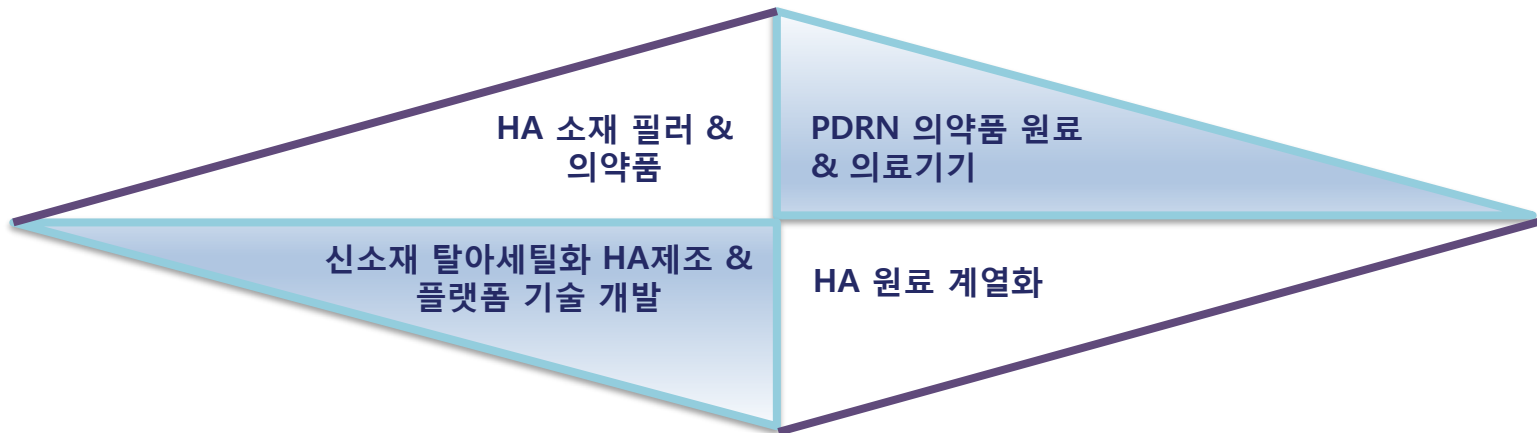 HA 소재 필러 &
의약품
PDRN 의약품 원료
& 의료기기
신소재 탈아세틸화 HA제조 &
플랫폼 기술 개발
HA 원료 계열화